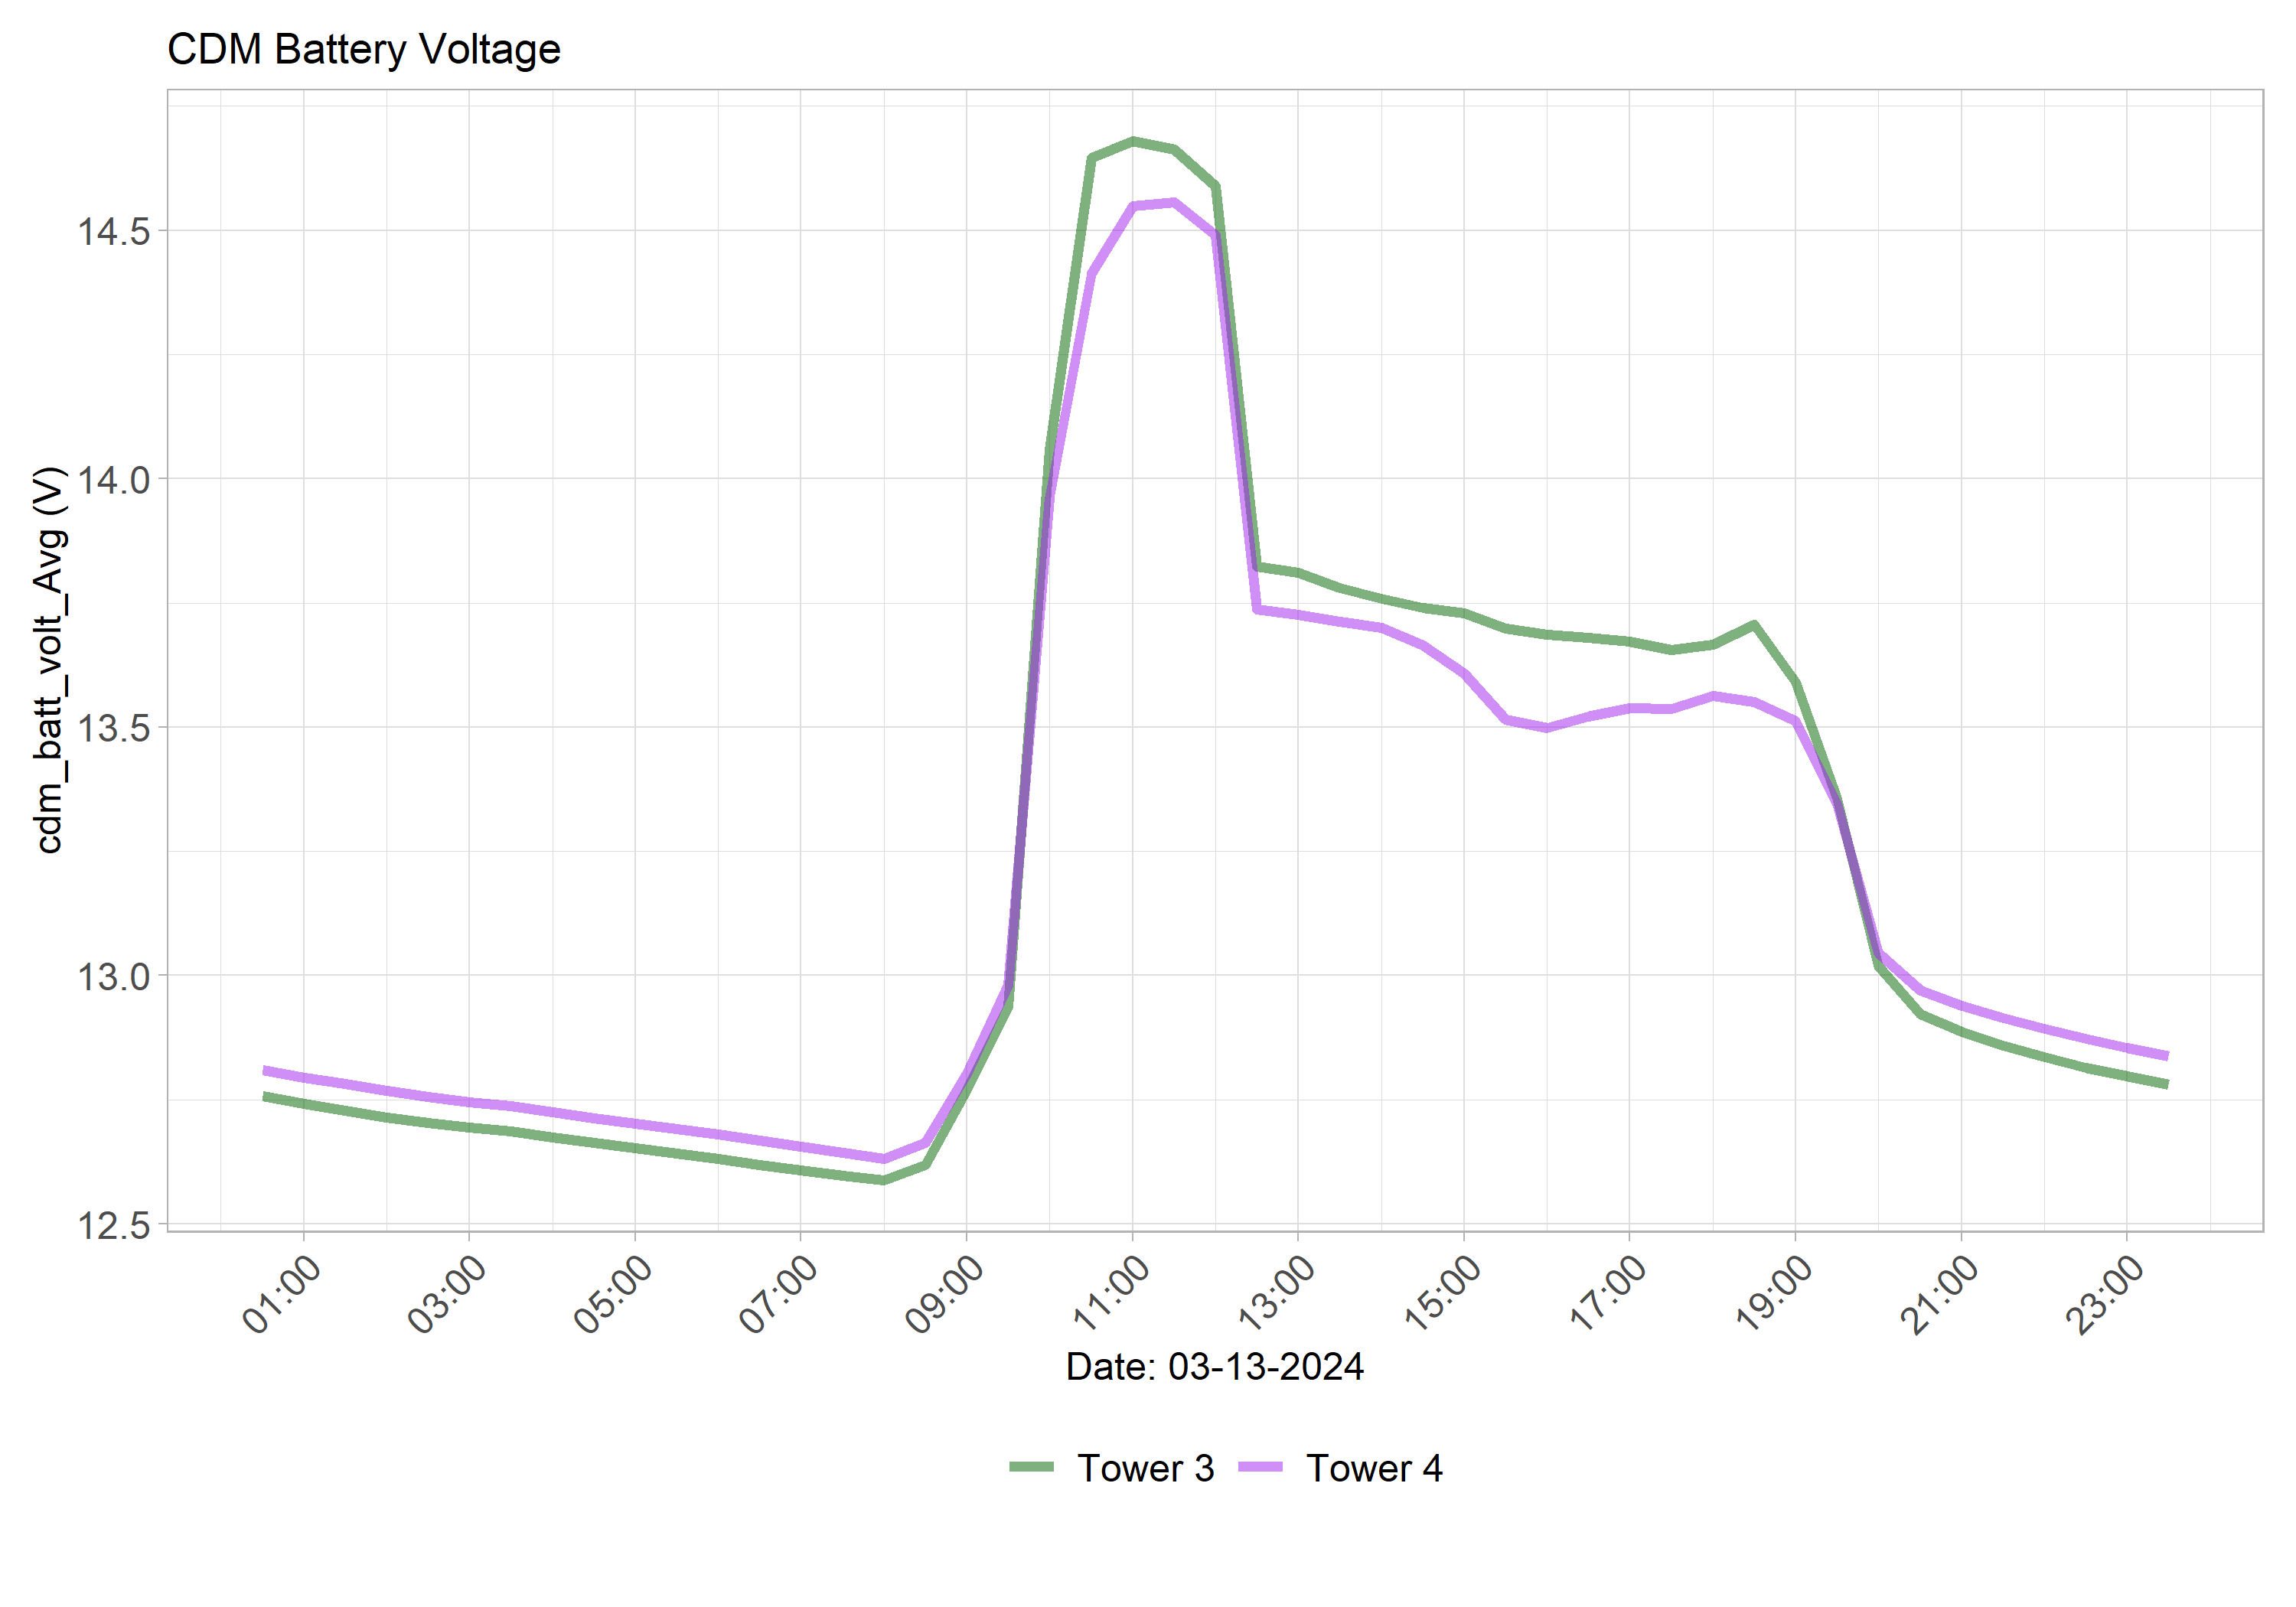 CDM Battery Voltage
cdm_batt_volt_Avg (V)
14.5
14.0
13.5
13.0
12.5
01:00 03:00 05:00 07:00 09:00 11:00 13:00 15:00 17:00 19:00 21:00 23:00
Date: 03-13-2024
Tower 3 Tower 4